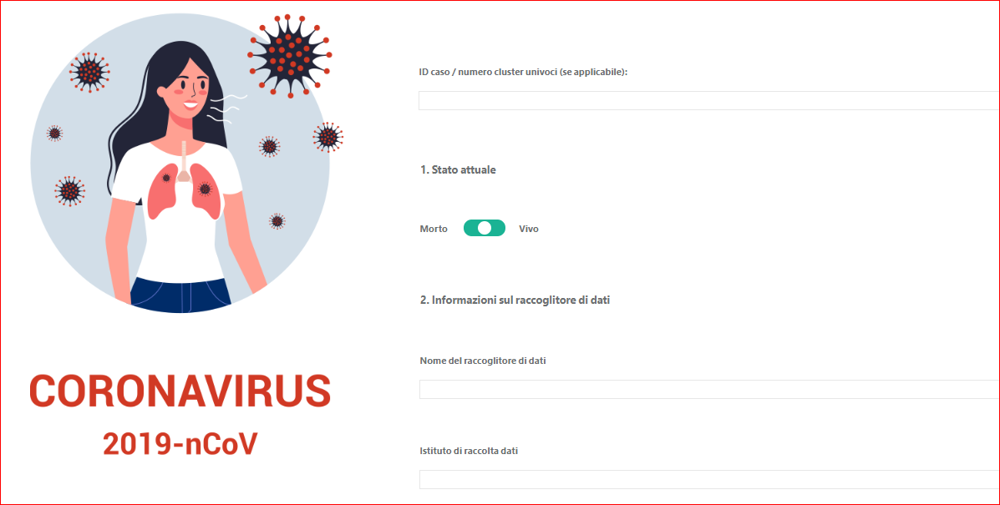 ID caso / numero cluster univoci (se applicabile):
1. Stato attuale
Morto Vivo
2. Informazioni sul raccoglitore di dati
Nome del raccoglitore di dati
Istituto di raccolta dati
CORONAVIRUS
2019-nCoV